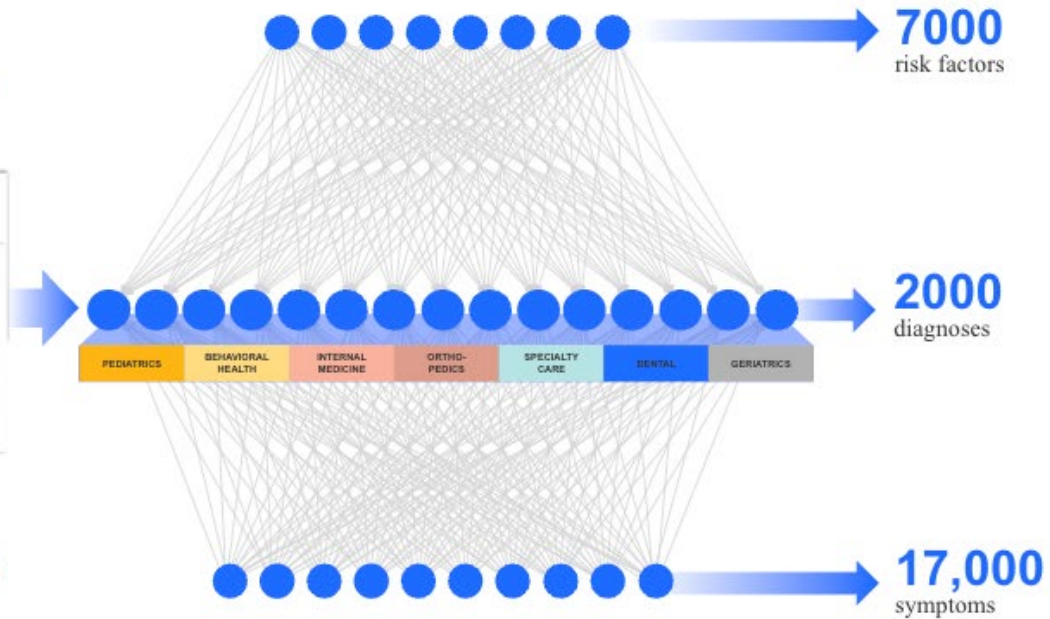 7000
risk factors
2000
diagnoses
PEDIATRICS
BEHAVIORAL
HEALTH
INTERNAL
MEDICINE
ORTHO-
PEDICS
SPECIALTY
CARE
DENTAL
GERIATRICS
17,000
symptoms